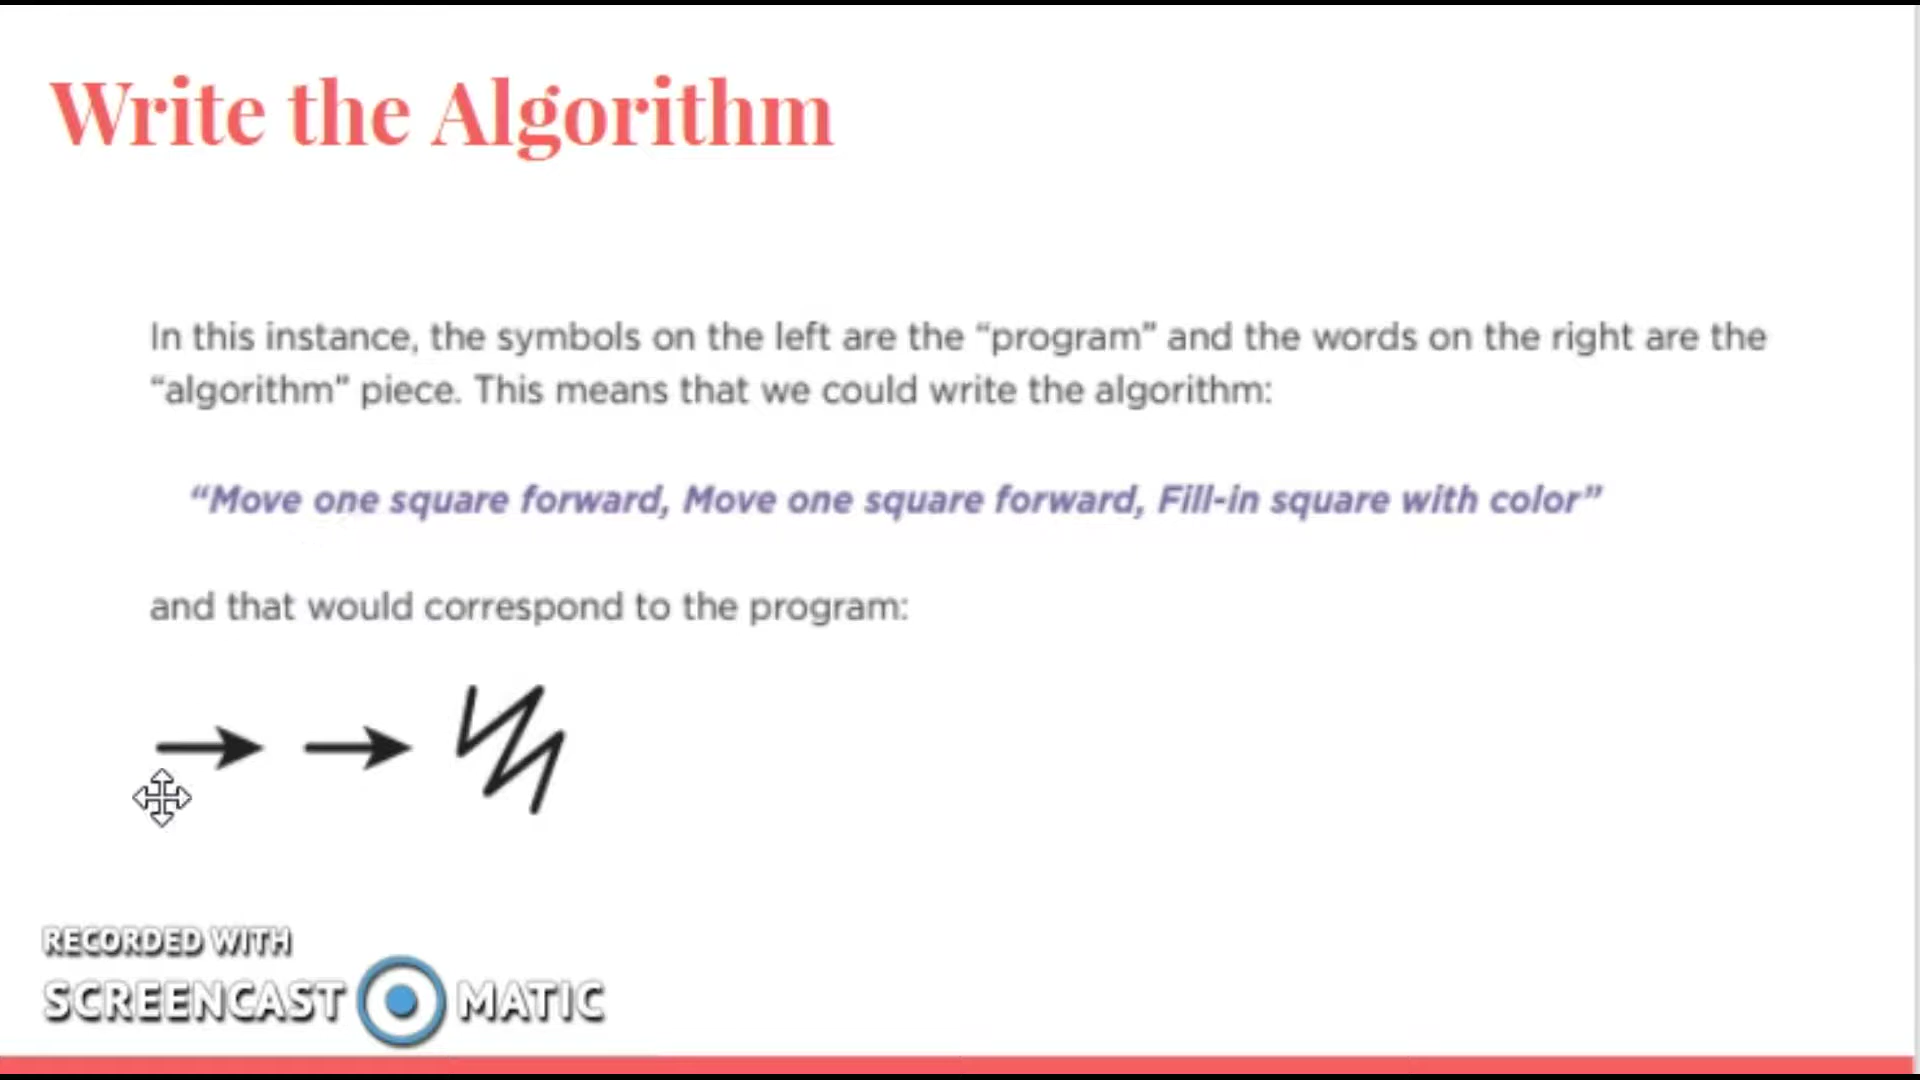 Write the Algorithm
In this instance, the symbols on the left are the “program” and the words on the right are the
“algorithm” piece. This means that we could write the algorithm:
“Move one square forward, Move one square forward, Fill-in square with color”
and that would correspond to the program:
RECORDED WITH
SCREENCAST MATIC